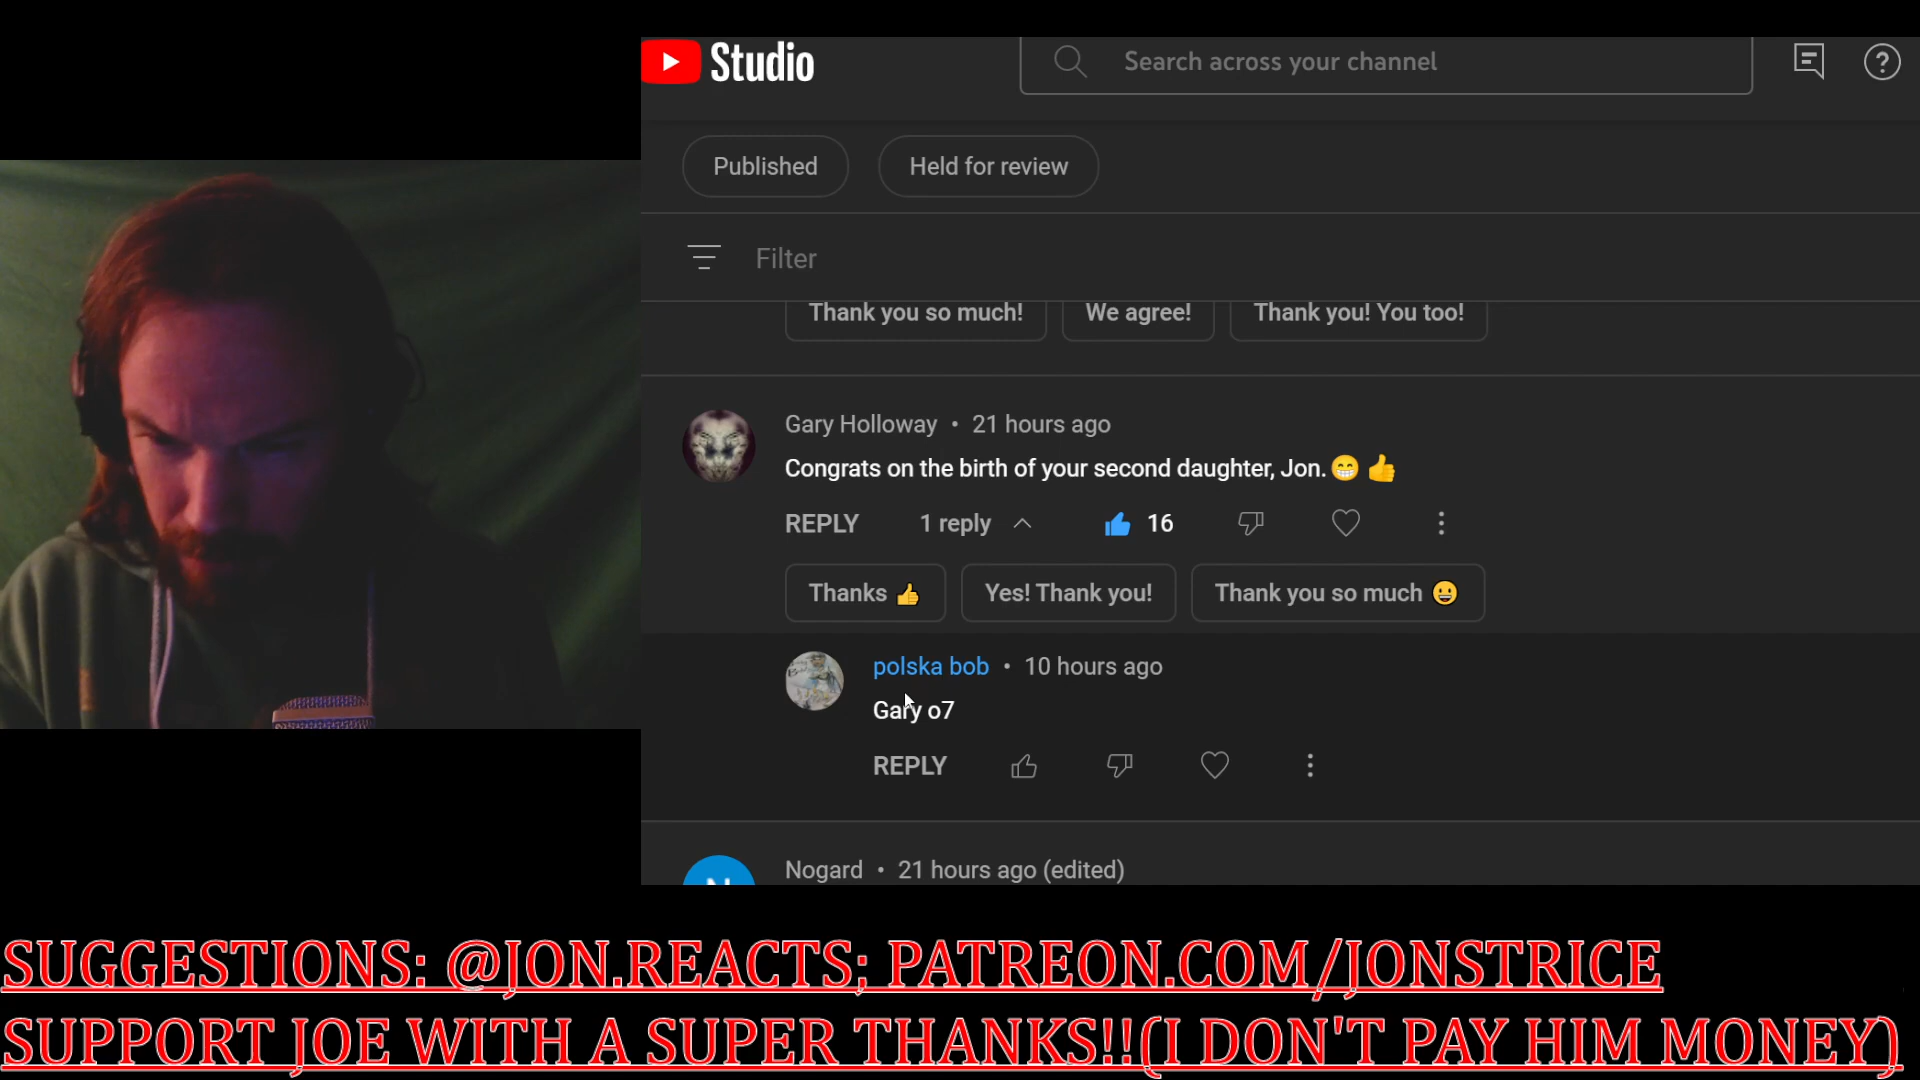 Studio
Search across your channel
Published
Held for review
Filter
Thank you so much!
We agree!
Thank you! You too!
Gary Holloway • 21 hours ago
Congrats on the birth of your second daughter, Jon.😁👍
REPLY
1 reply
16
Thanks 👍
Yes! Thank you!
Thank you so much 😀
polska bob • 10 hours ago
Gary o7
REPLY
Nogard • 21 hours ago (edited)
SUGGESTIONS: @JON.REACTS; PATREON.COM/JONSTRICE
SUPPORT JOE WITH A SUPER THANKS!!(I DON'T PAY HIM MONEY)